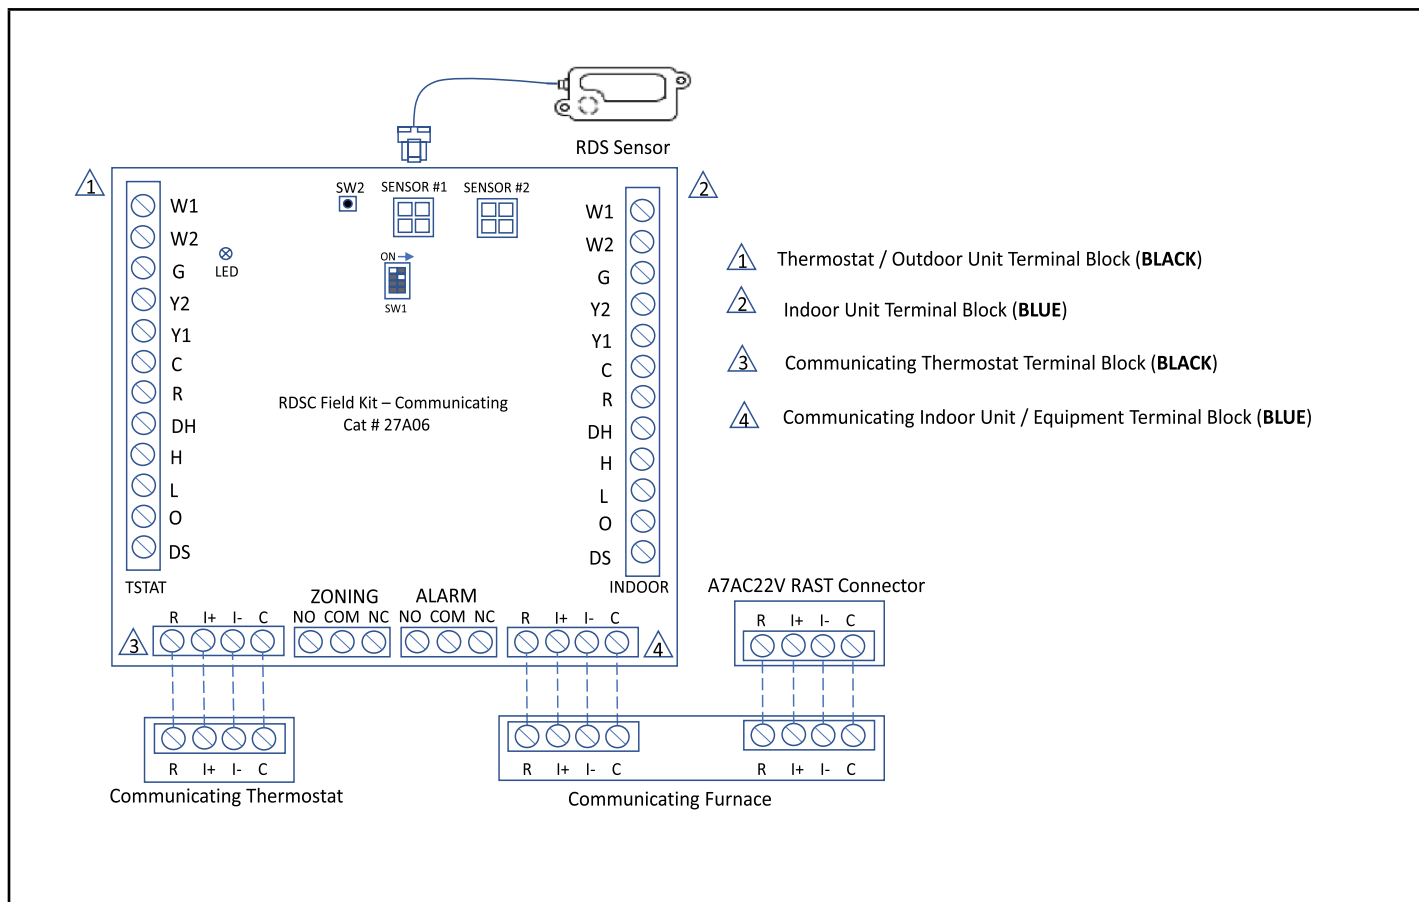 RDS Sensor
1
2
SW2
SENSOR #1
SENSOR #2
W1
W2
G
Y2
Y1
C
R
DH
H
L
O
DS
TSTAT
LED
ON
SW1
RDSC Field Kit – Communicating
Cat # 27A06
W1
W2
G
Y2
Y1
C
R
DH
H
L
O
DS
INDOOR
1 Thermostat / Outdoor Unit Terminal Block (BLACK)
2 Indoor Unit Terminal Block (BLUE)
3 Communicating Thermostat Terminal Block (BLACK)
4 Communicating Indoor Unit / Equipment Terminal Block (BLUE)
A7AC22V RAST Connector
R I+ I- C
ZONING
NO COM NC
ALARM
NO COM NC
R I+ I- C
R I+ I- C
3
4
R I+ I- C
Communicating Thermostat
R I+ I- C
R I+ I- C
Communicating Furnace